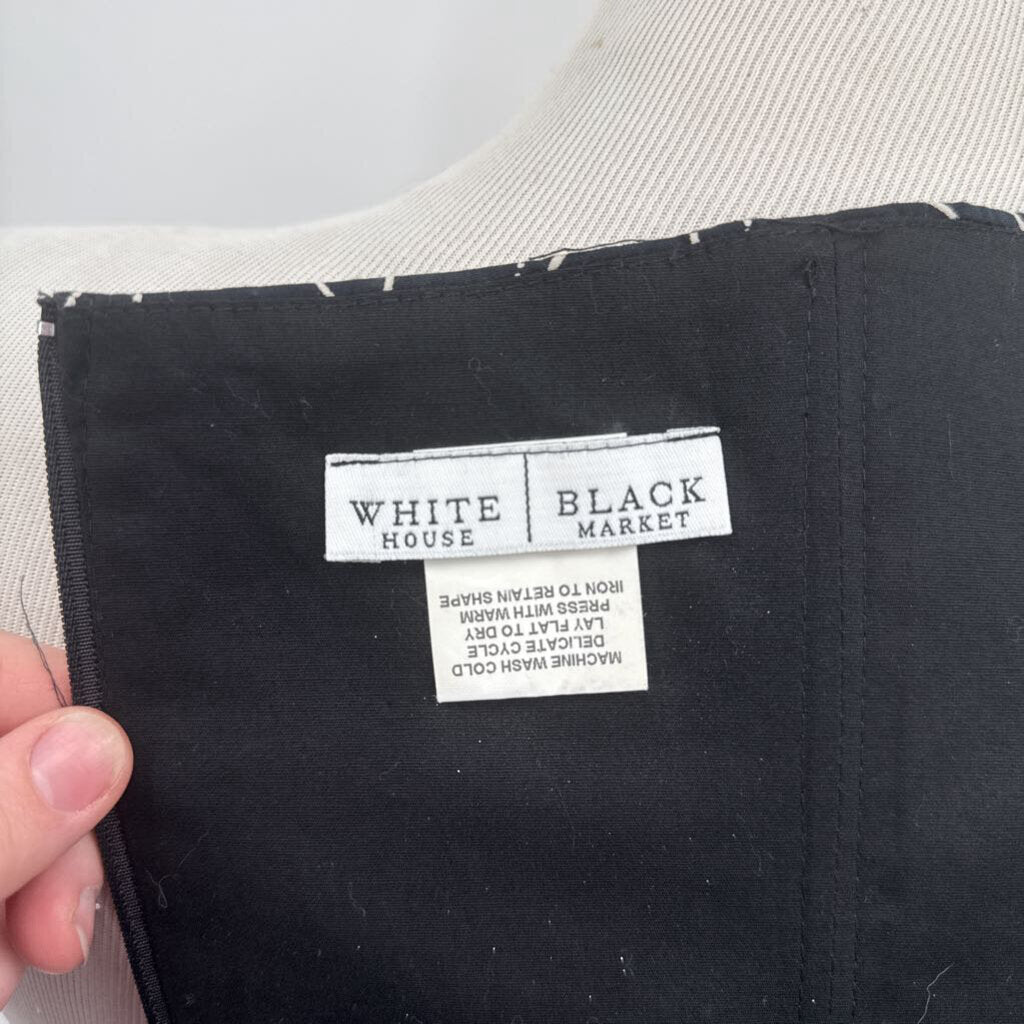 WHITE BLACK
HOUSE MARKET
MACHINE WASH COLD
DELICATE CYCLE
LAY FLAT TO DRY
PRESS WITH WARM
IRON TO RETAIN SHAPE